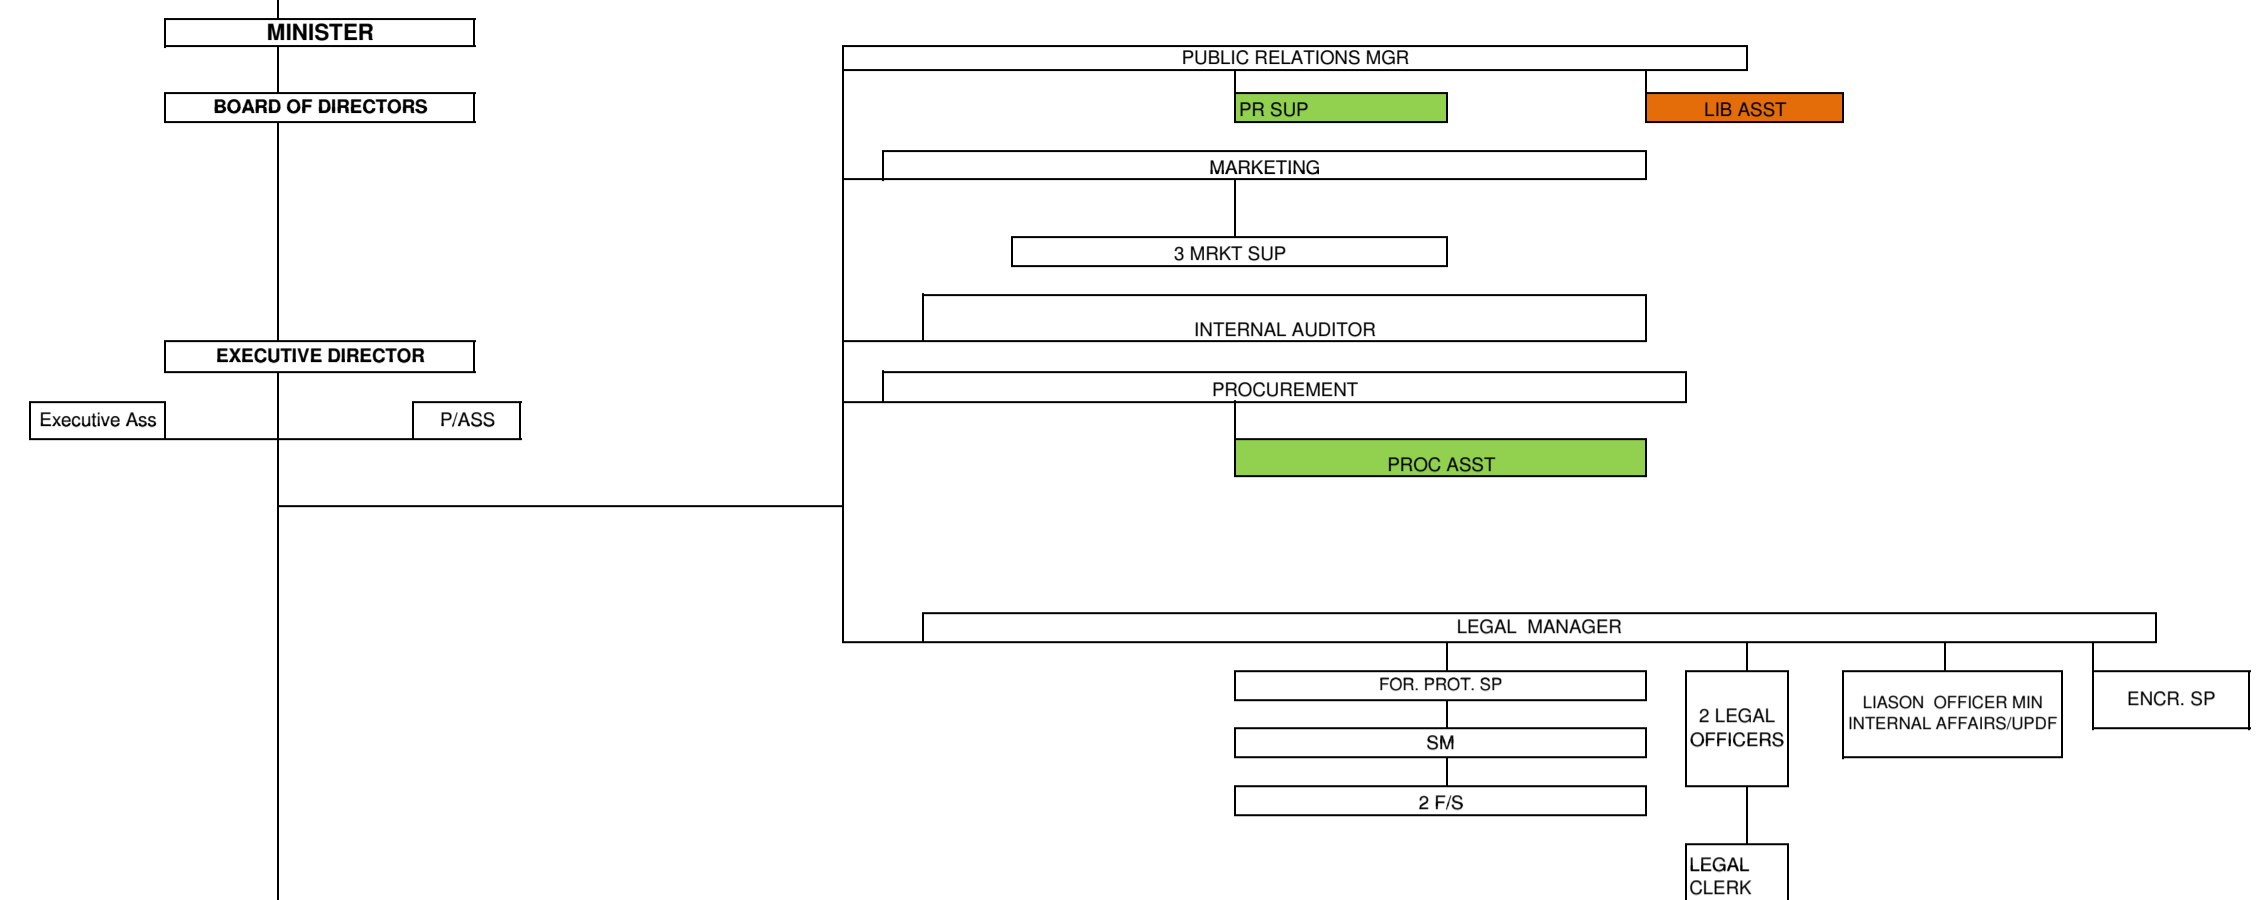 MINISTER
BOARD OF DIRECTORS
EXECUTIVE DIRECTOR
Executive Ass
P/ASS
PUBLIC RELATIONS MGR
PR SUP
LIB ASST
MARKETING
3 MRKT SUP
INTERNAL AUDITOR
PROCUREMENT
PROC ASST
LEGAL  MANAGER
FOR. PROT. SP
SM
2 F/S
2 LEGAL
OFFICERS
LEGAL
CLERK
LIASON  OFFICER MIN
INTERNAL AFFAIRS/UPDF
ENCR. SP